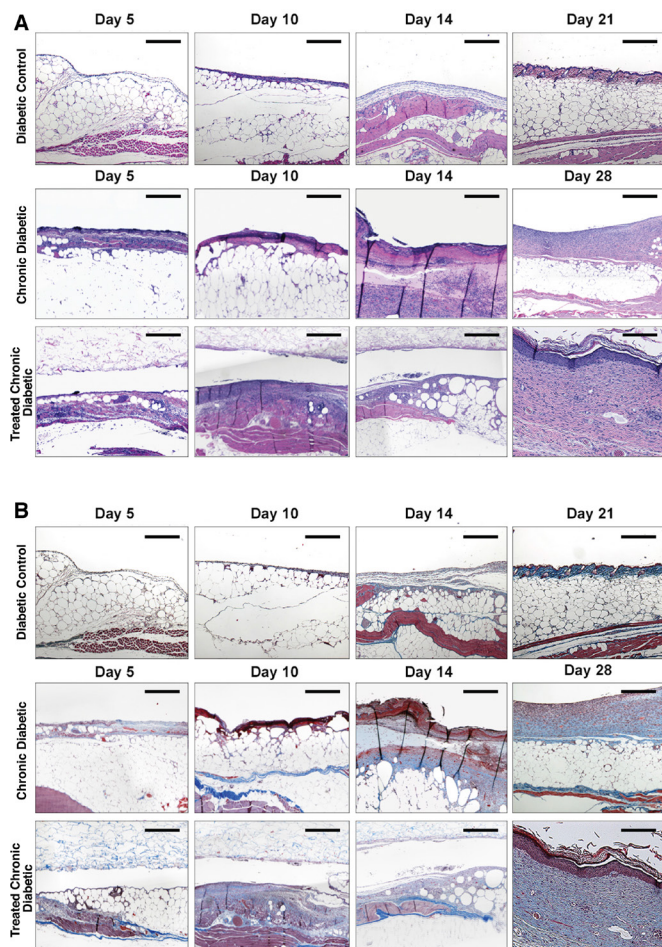 A
Day 5 Day 10 Day 14 Day 21
Diabetic Control
Day 5 Day 10 Day 14 Day 28
Chronic Diabetic
Treated Chronic
Diabetic
B
Day 5 Day 10 Day 14 Day 21
Diabetic Control
Day 5 Day 10 Day 14 Day 28
Chronic Diabetic
Treated Chronic
Diabetic